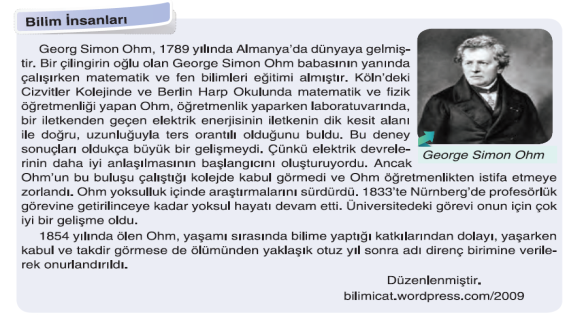 Bilim İnsanları
Georg Simon Ohm, 1789 yılında Almanya'da dünyaya gelmiş-
tir. Bir çilingirin oğlu olan George Simon Ohm babasının yanında
çalışırken matematik ve fen bilimleri eğitimi almıştır. Köln'deki
Cizvitler Kolejinde ve Berlin Harp Okulunda matematik ve fizik
öğretmenliği yapan Ohm, öğretmenlik yaparken laboratuvarında,
bir iletkenden geçen elektrik enerjisinin iletkenin dik kesit alanı
ile doğru, uzunluğuyla ters orantılı olduğunu buldu. Bu deney
sonuçları oldukça büyük bir gelişmeydi. Çünkü elektrik devrele-
rinin daha iyi anlaşılmasının başlangıcını oluşturuyordu. Ancak
George Simon Ohm
Ohm'un bu buluşu çalıştığı kolejde kabul görmedi ve Ohm öğretmenlikten istifa etmeye
zorlandı. Ohm yoksulluk içinde araştırmalarını sürdürdü. 1833'te Nürnberg'de profesörlük
görevine getirilinceye kadar yoksul hayatı devam etti. Üniversitedeki görevi onun için çok
iyi bir gelişme oldu.
1854 yılında ölen Ohm, yaşamı sırasında bilime yaptığı katkılarından dolayı, yaşarken
kabul ve takdir görmese de ölümünden yaklaşık otuz yıl sonra adı direnç birimine verile-
rek onurlandırıldı.
Düzenlenmiştir.
bilimicat.wordpress.com/2009